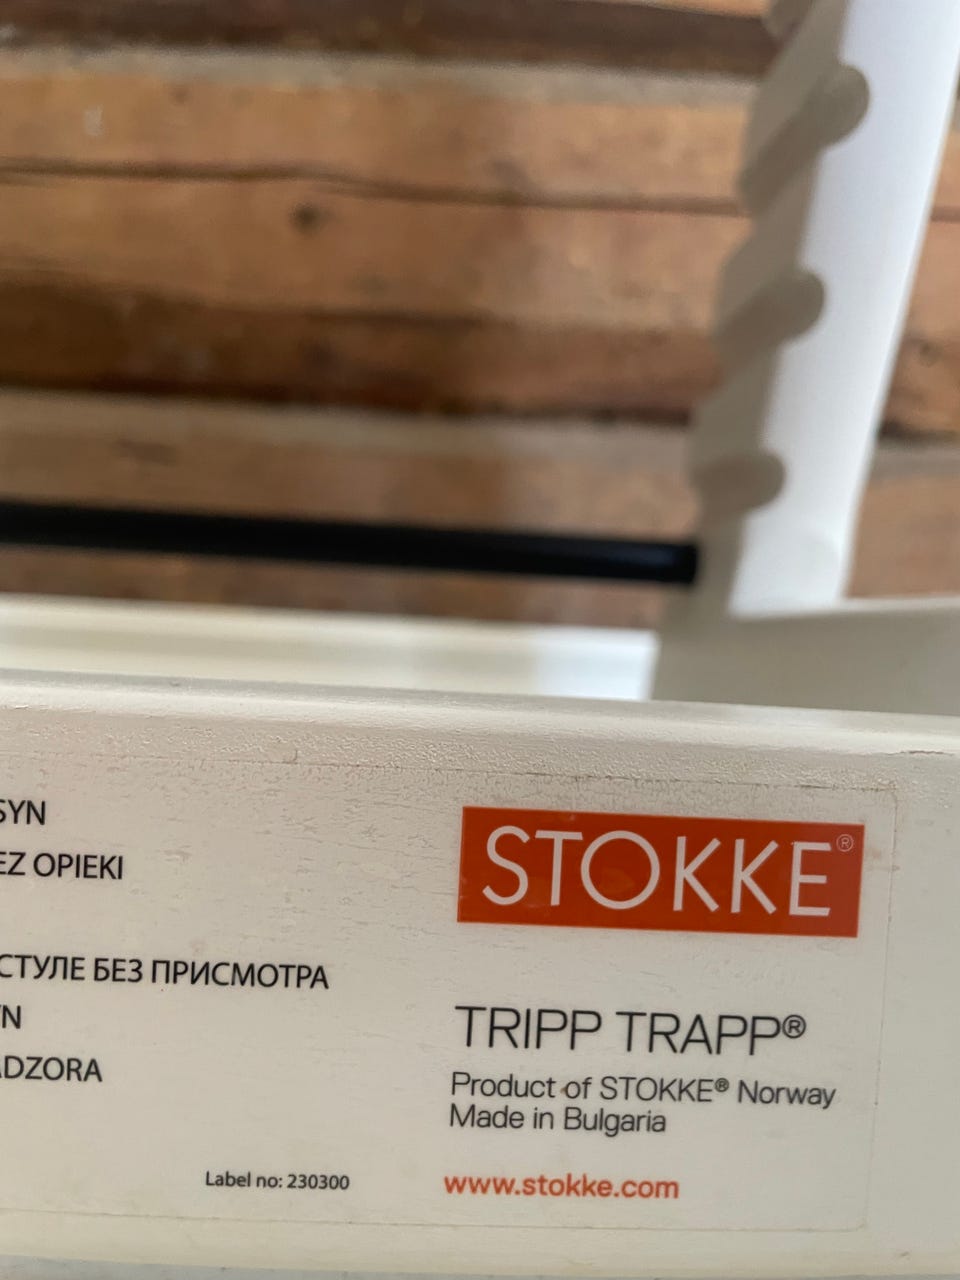 SYN
EZ OPIEKI
СТУЛЕ БЕЗ ПРИСМОТРА
YN
ADZORA
Label no: 230300
STOKKE®
TRIPP TRAPP®
Product of STOKKE® Norway
Made in Bulgaria
www.stokke.com